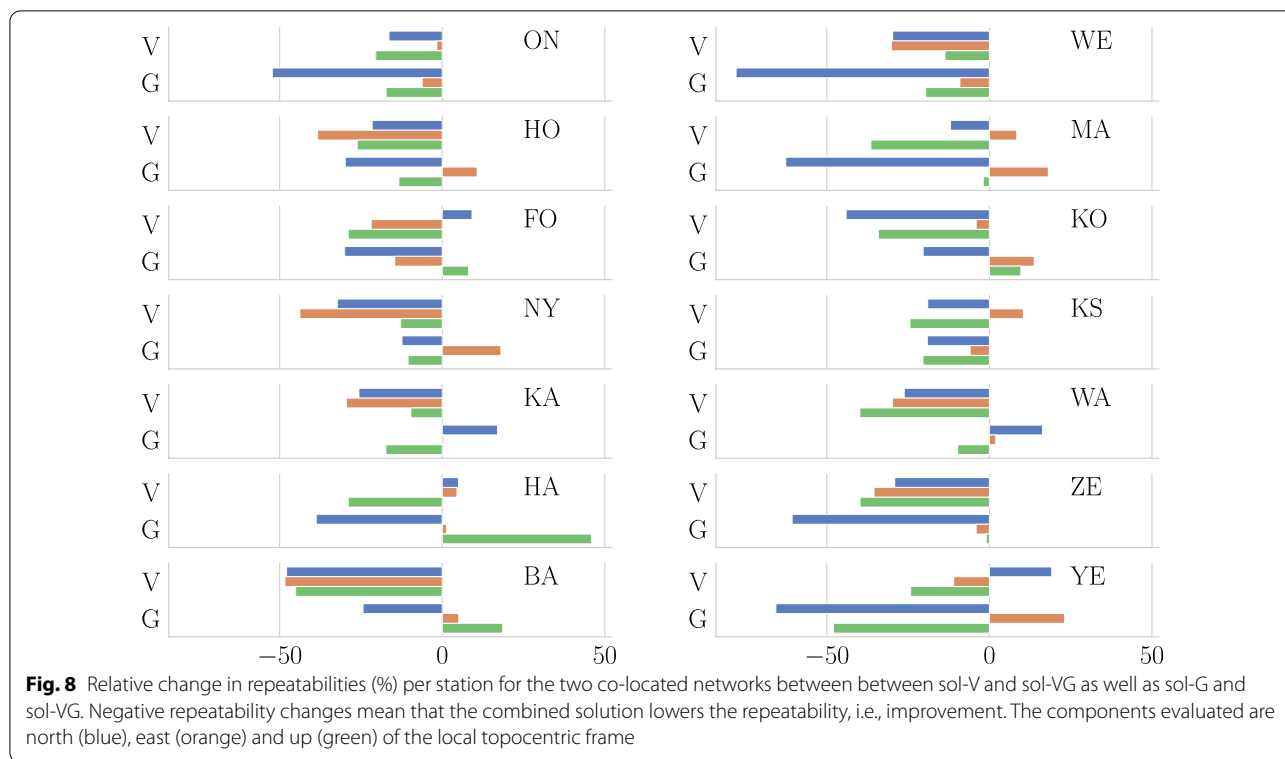 V ON
G
V WE
G
V HO
G
V MA
G
V FO
G
V KO
G
V NY
G
V KS
G
V KA
G
V WA
G
V HA
G
V ZE
G
V BA
G
V YE
G
−50 0 50
−50 0 50
Fig. 8 Relative change in repeatabilities (%) per station for the two co-located networks between between sol-V and sol-VG as well as sol-G and
sol-VG. Negative repeatability changes mean that the combined solution lowers the repeatability, i.e., improvement. The components evaluated are
north (blue), east (orange) and up (green) of the local topocentric frame